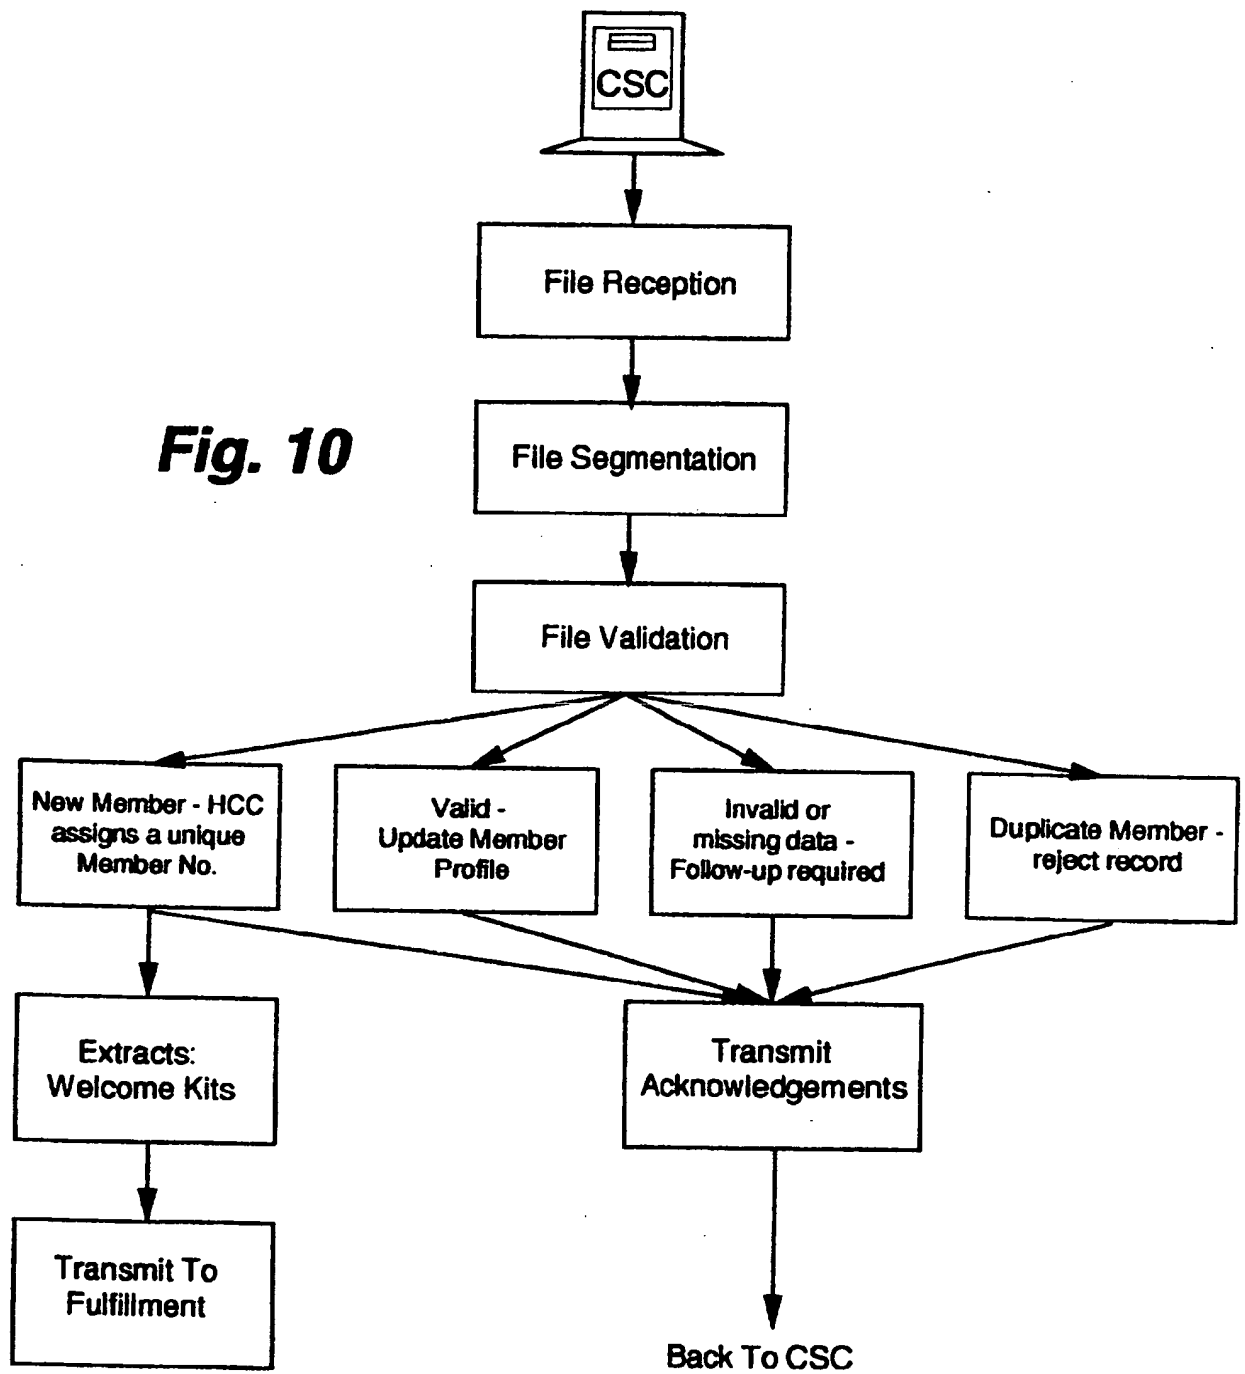 CSC
File Reception
Fig. 10
File Segmentation
File Validation
New Member - HCC
assigns a unique
Member No.
Valid -
Update Member
Profile
Invalid or
missing data -
Follow-up required
Duplicate Member -
reject record
Extracts:
Welcome Kits
Transmit
Acknowledgements
Transmit To
Fulfillment
Back To CSC